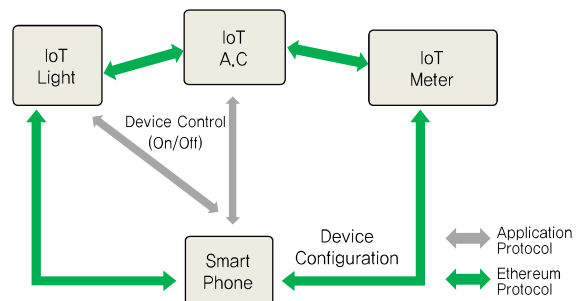 IoT
Light
IoT
A.C
IoT
Meter
Device Control
(On/Off)
Smart
Phone
Device
Configuration
Application
Protocol
Ethereum
Protocol